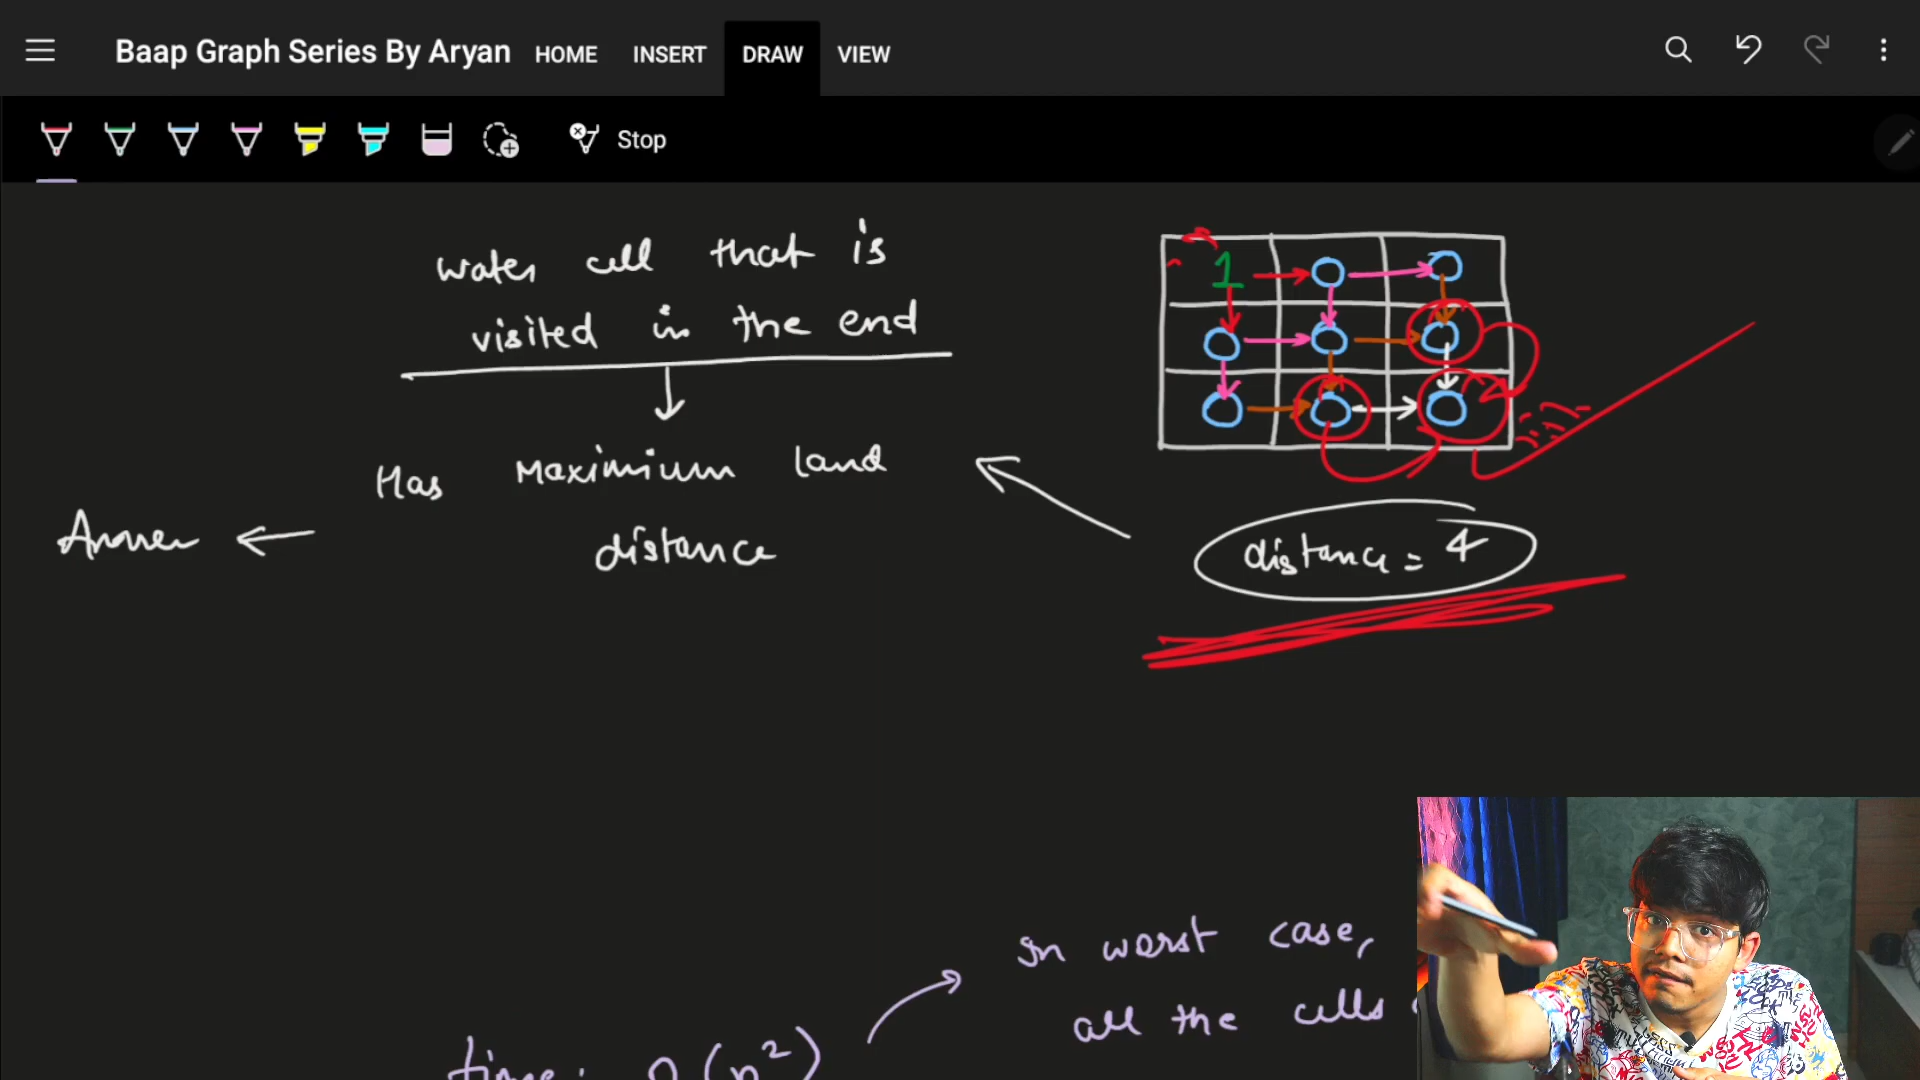 Baap Graph Series By Aryan HOME INSERT DRAW VIEW
Stop
water cell that is
visited in the end
Has Maximium land
distance
Answer
1
distance = 4
In worst case,
all the cells
time: O(n²)